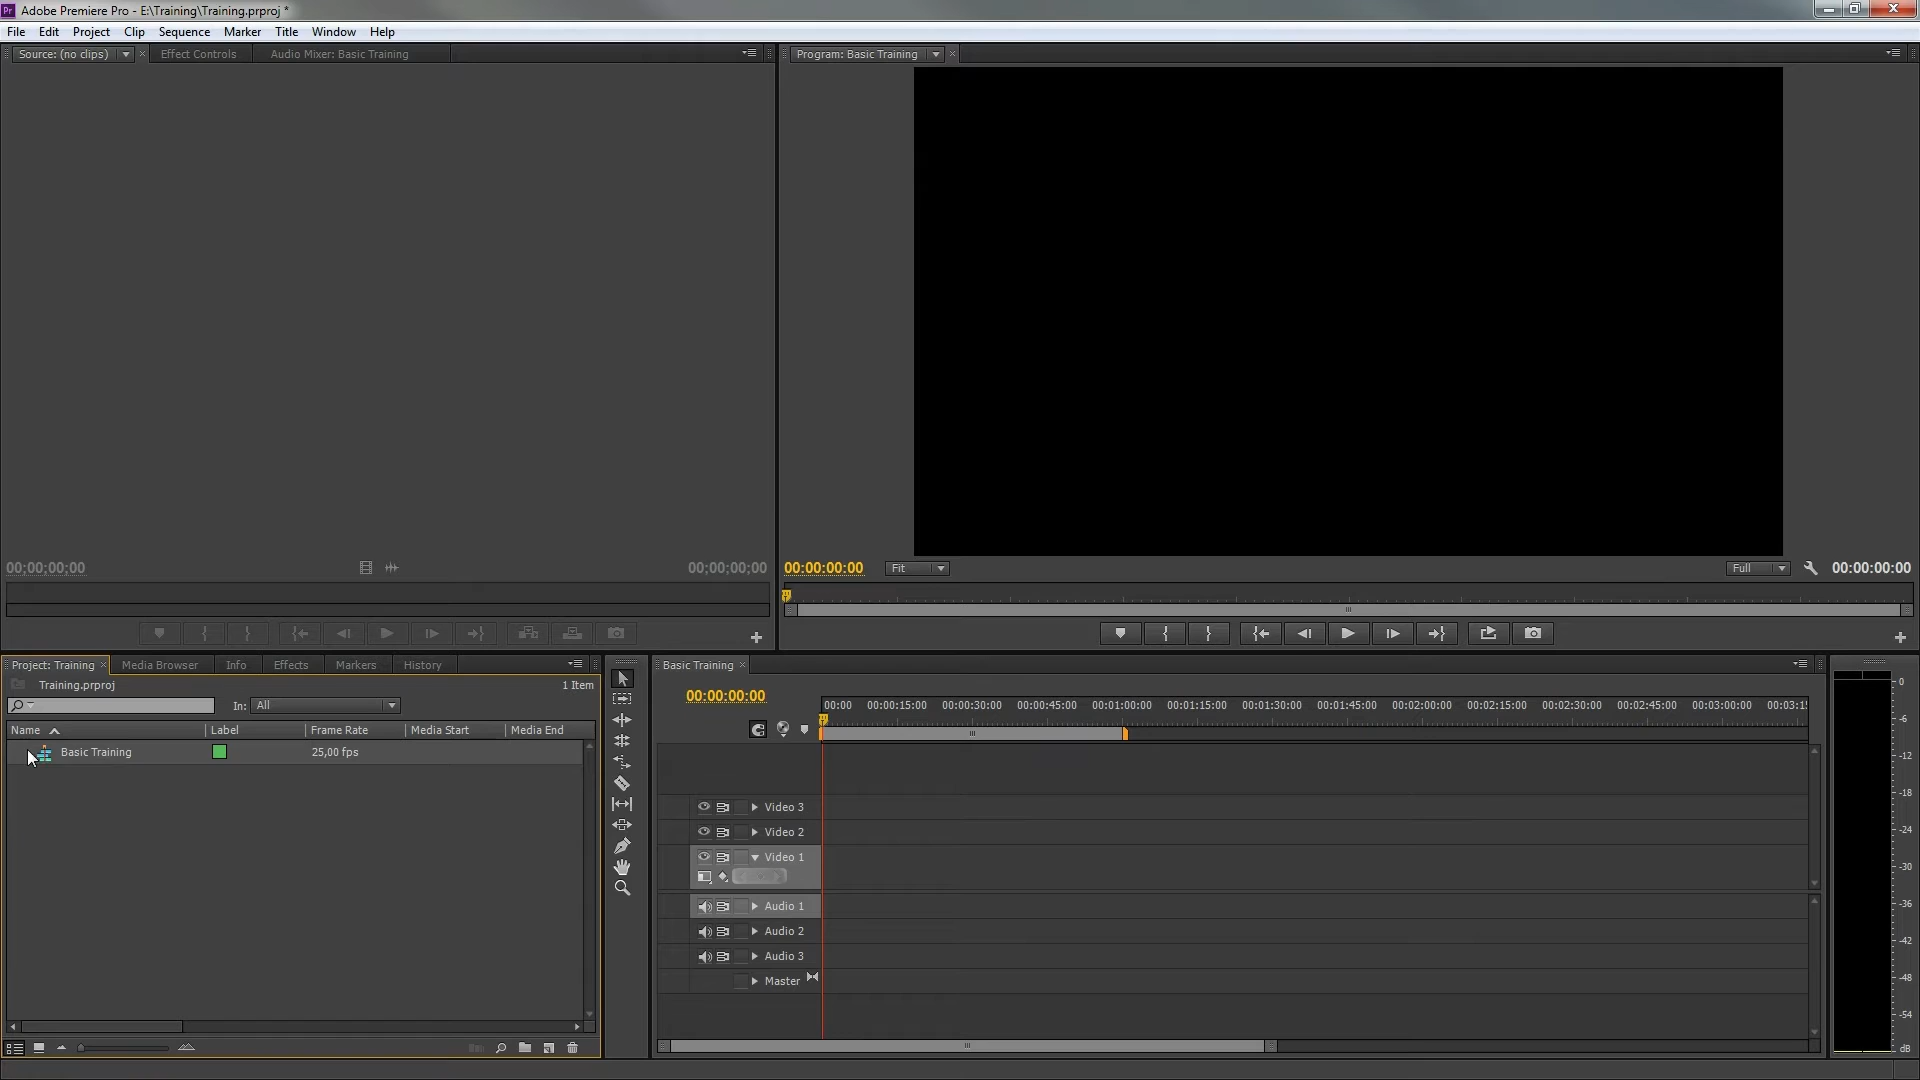 Pr Adobe Premiere Pro - E:\Training\Training.prproj *
File Edit Project Clip Sequence Marker Title Window Help
Source: (no clips) Effect Controls Audio Mixer: Basic Training
Program: Basic Training
00;00;00;00 00;00;00;00
00:00:00:00 Fit Full 00:00:00:00
Project: Training Media Browser Info Effects Markers History
Training.prproj 1 Item
In: All
Name Label Frame Rate Media Start Media End
Basic Training 25,00 fps
Basic Training
00:00:00:00
00:00 00:00:15:00 00:00:30:00 00:00:45:00 00:01:00:00 00:01:15:00 00:01:30:00 00:01:45:00 00:02:00:00 00:02:15:00 00:02:30:00 00:02:45:00 00:03:00:00 00:03:15
Video 3
Video 2
Video 1
Audio 1
Audio 2
Audio 3
Master
0
-6
-12
-18
-24
-30
-36
-42
-48
-54
dB